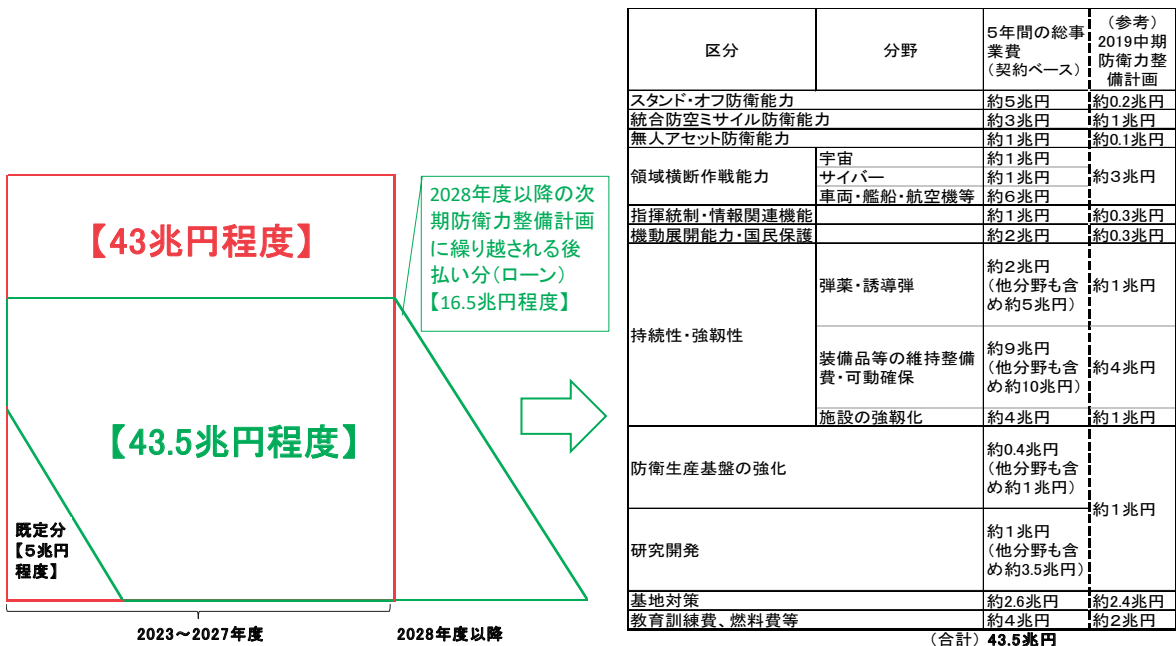 【43兆円程度】
2028年度以降の次
期防衛力整備計画
に繰り越される後
払い分(ローン)
【16.5兆円程度】
【43.5兆円程度】
既定分
【5兆円
程度】
2023~2027年度
2028年度以降
区分
分野
5年間の総事
業費
(契約ベース)
(参考)
2019中期
防衛力整
備計画
スタンド・オフ防衛能力
約5兆円
約0.2兆円
統合防空ミサイル防衛能力
約3兆円
約1兆円
無人アセット防衛能力
約1兆円
約0.1兆円
領域横断作戦能力
宇宙
約1兆円
サイバー
約1兆円
車両・艦船・航空機等
約6兆円
約3兆円
指揮統制・情報関連機能
約1兆円
約0.3兆円
機動展開能力・国民保護
約2兆円
約0.3兆円
持続性・強靱性
弾薬・誘導弾
約2兆円
(他分野も含
め約5兆円)
約1兆円
装備品等の維持整備
費・可動確保
約9兆円
(他分野も含
め約10兆円)
約4兆円
施設の強靱化
約4兆円
約1兆円
防衛生産基盤の強化
約0.4兆円
(他分野も含
め約1兆円)
約1兆円
研究開発
約1兆円
(他分野も含
め約3.5兆円)
基地対策
約2.6兆円
約2.4兆円
教育訓練費、燃料費等
約4兆円
約2兆円
(合計) 43.5兆円